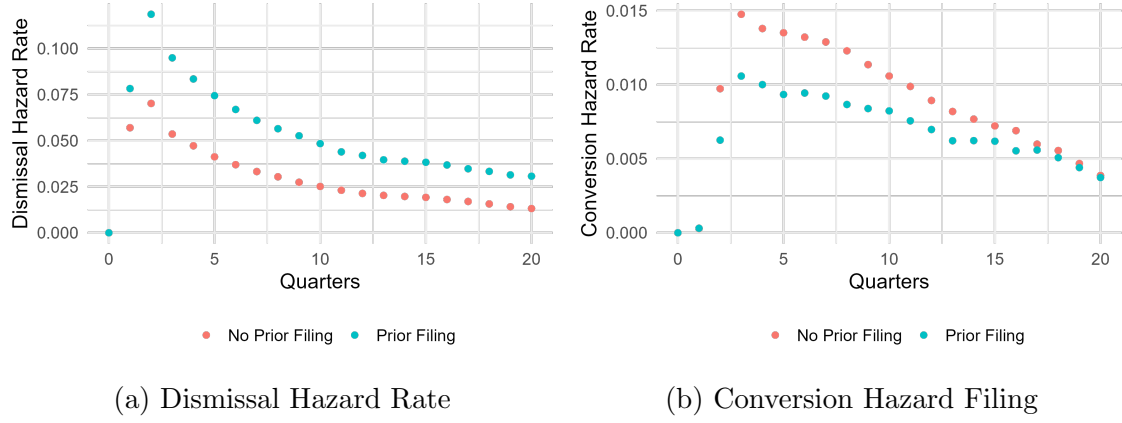 Dismissal Hazard Rate
0.100
0.075
0.050
0.025
0.000
0 5 10 15 20
Quarters
No Prior Filing Prior Filing
(a) Dismissal Hazard Rate
Conversion Hazard Rate
0.015
0.010
0.005
0.000
0 5 10 15 20
Quarters
No Prior Filing Prior Filing
(b) Conversion Hazard Filing